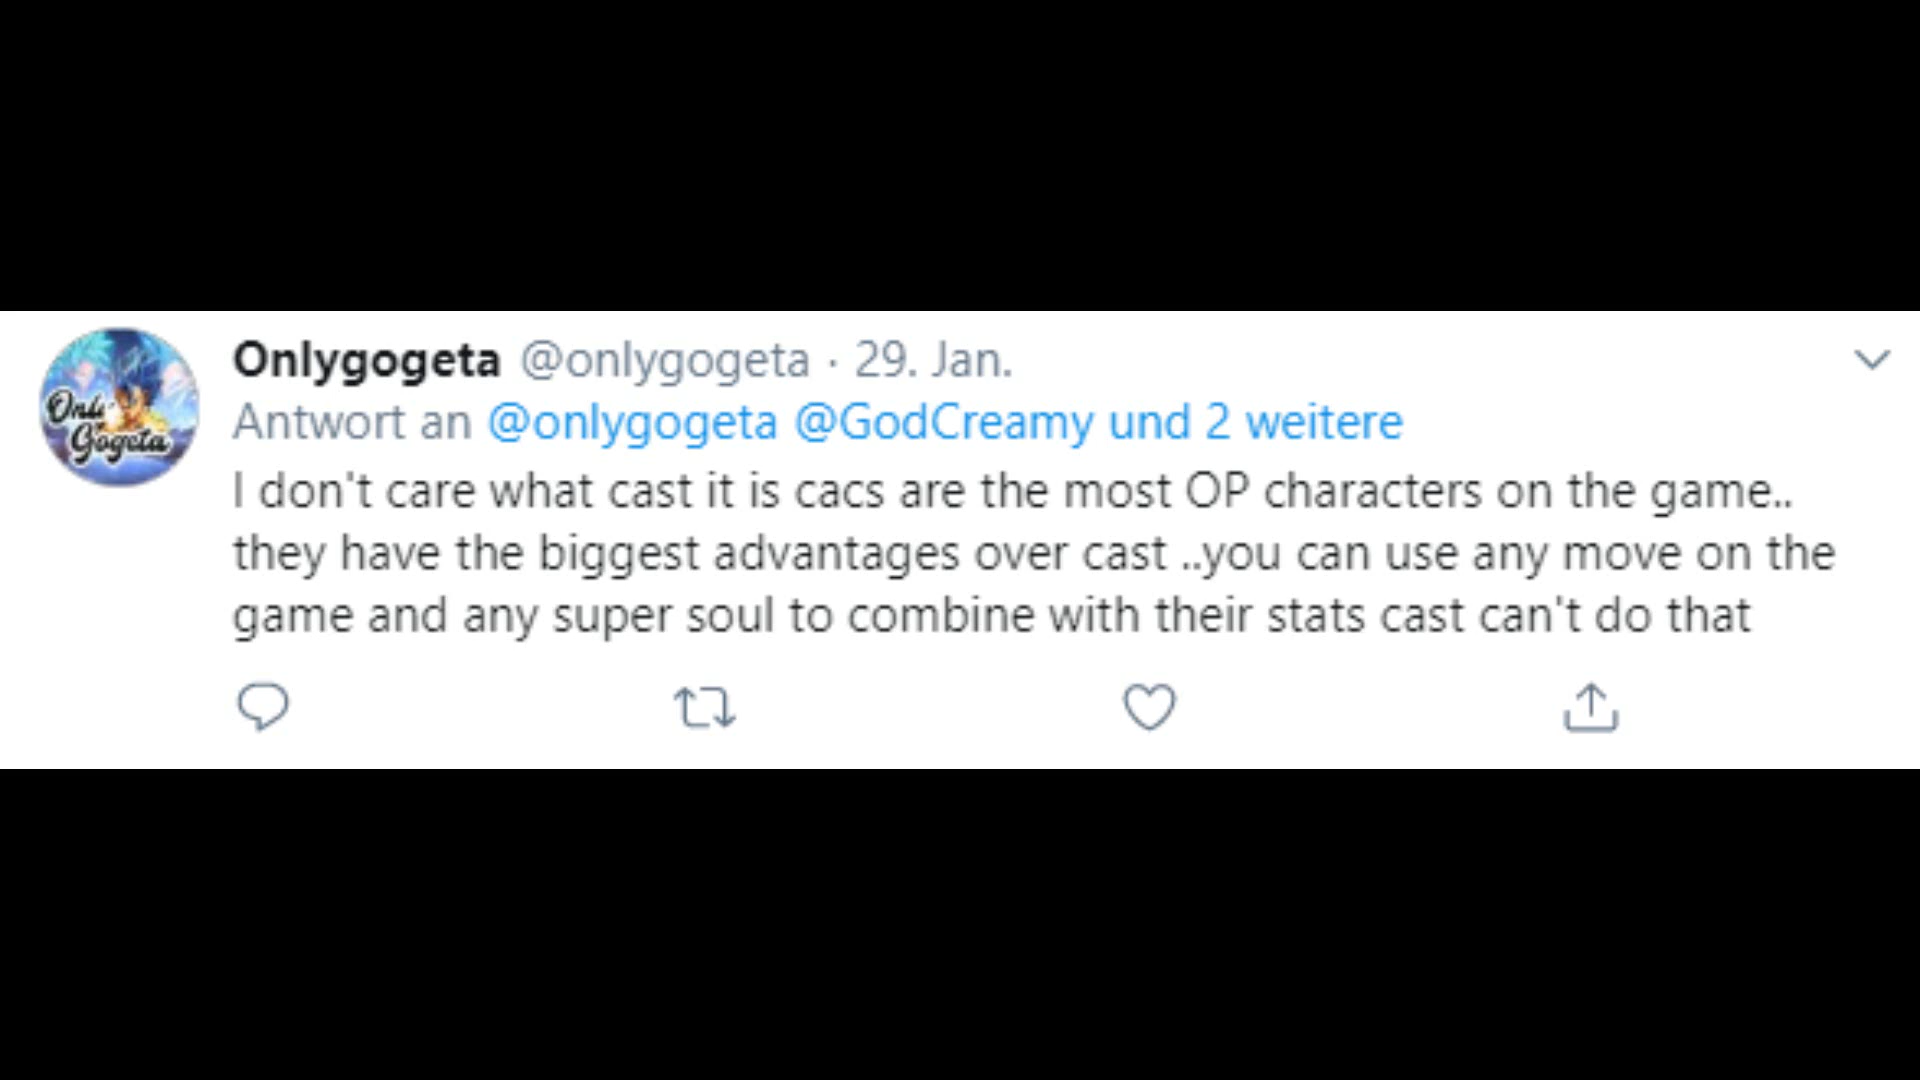 Only
Gogeta
Onlygogeta @onlygogeta · 29. Jan.
Antwort an @onlygogeta @GodCreamy und 2 weitere
I don't care what cast it is cacs are the most OP characters on the game..
they have the biggest advantages over cast ..you can use any move on the
game and any super soul to combine with their stats cast can't do that